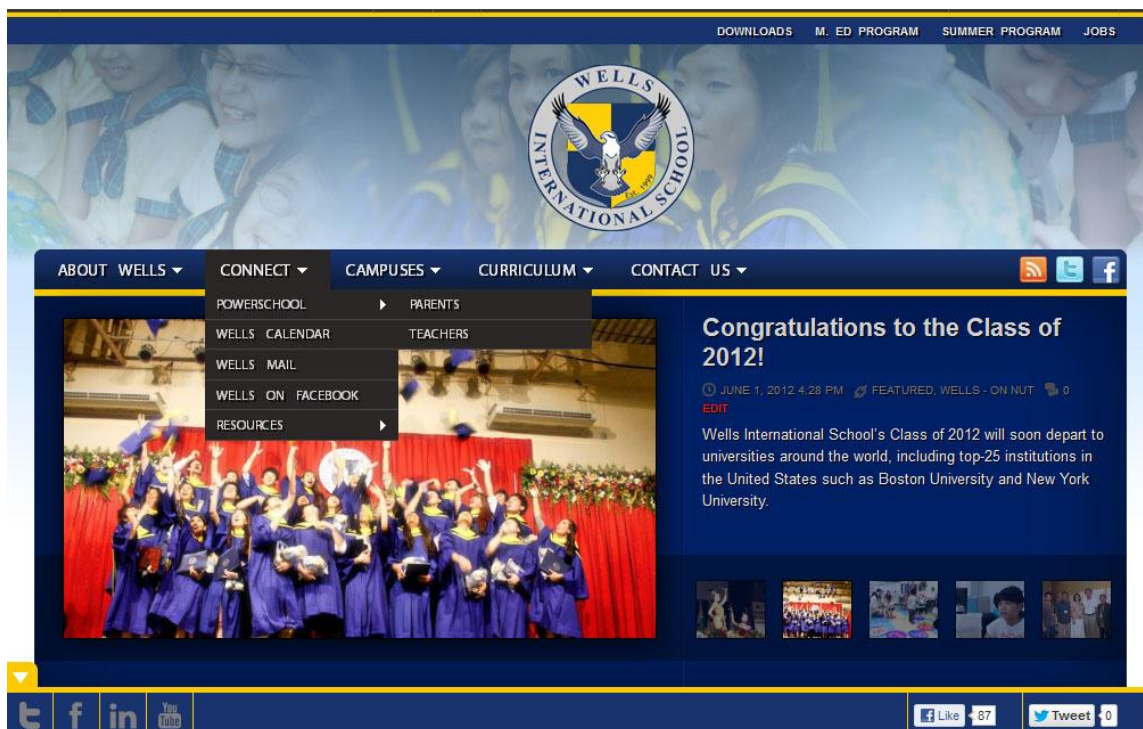 DOWNLOADS M. ED PROGRAM SUMMER PROGRAM JOBS
WELLS
INTERNATIONAL SCHOOL
Est. 1999
ABOUT WELLS CONNECT CAMPUSES CURRICULUM CONTACT US
POWERSCHOOL PARENTS
WELLS CALENDAR TEACHERS
WELLS MAIL
WELLS ON FACEBOOK
RESOURCES
Congratulations to the Class of
2012!
JUNE 1, 2012 4:28 PM FEATURED, WELLS - ON NUT 0
EDIT
Wells International School's Class of 2012 will soon depart to
universities around the world, including top-25 institutions in
the United States such as Boston University and New York
University.
You
Tube
Like 87 Tweet 0